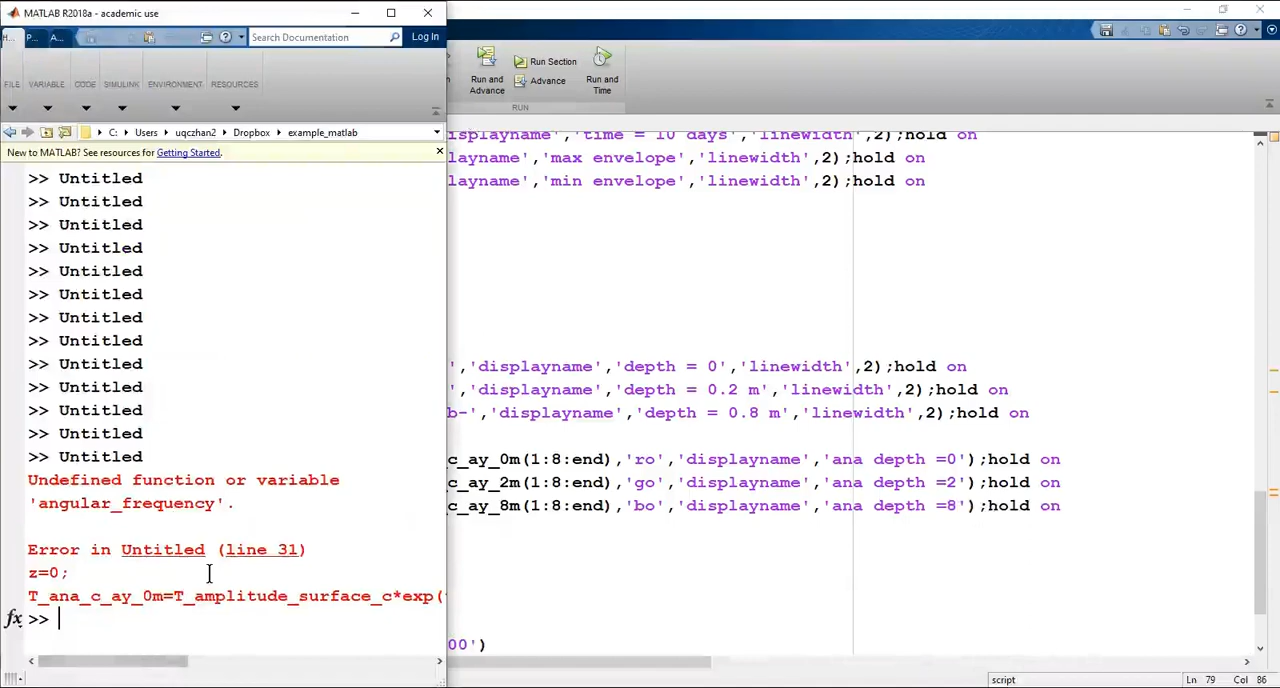 MATLAB R2018a - academic use
H... P... A...
Search Documentation
Log In
FILE VARIABLE CODE SIMULINK ENVIRONMENT RESOURCES
C: Users uqczhan2 Dropbox example_matlab
New to MATLAB? See resources for Getting Started.
>> Untitled
>> Untitled
>> Untitled
>> Untitled
>> Untitled
>> Untitled
>> Untitled
>> Untitled
>> Untitled
>> Untitled
>> Untitled
>> Untitled
>> Untitled
Undefined function or variable
'angular_frequency'.
Error in Untitled (line 31)
z=0;
T_ana_c_ay_0m=T_amplitude_surface_c*exp(
fx >>
Run and Advance
Run Section
Advance
Run and Time
RUN
isplayname','time = 10 days','linewidth',2);hold on
layname','max envelope','linewidth',2);hold on
playname','min envelope','linewidth',2);hold on
','displayname','depth = 0','linewidth',2);hold on
','displayname','depth = 0.2 m','linewidth',2);hold on
b-','displayname','depth = 0.8 m','linewidth',2);hold on
c_ay_0m(1:8:end),'ro','displayname','ana depth =0');hold on
c_ay_2m(1:8:end),'go','displayname','ana depth =2');hold on
c_ay_8m(1:8:end),'bo','displayname','ana depth =8');hold on
00')
script Ln 79 Col 86